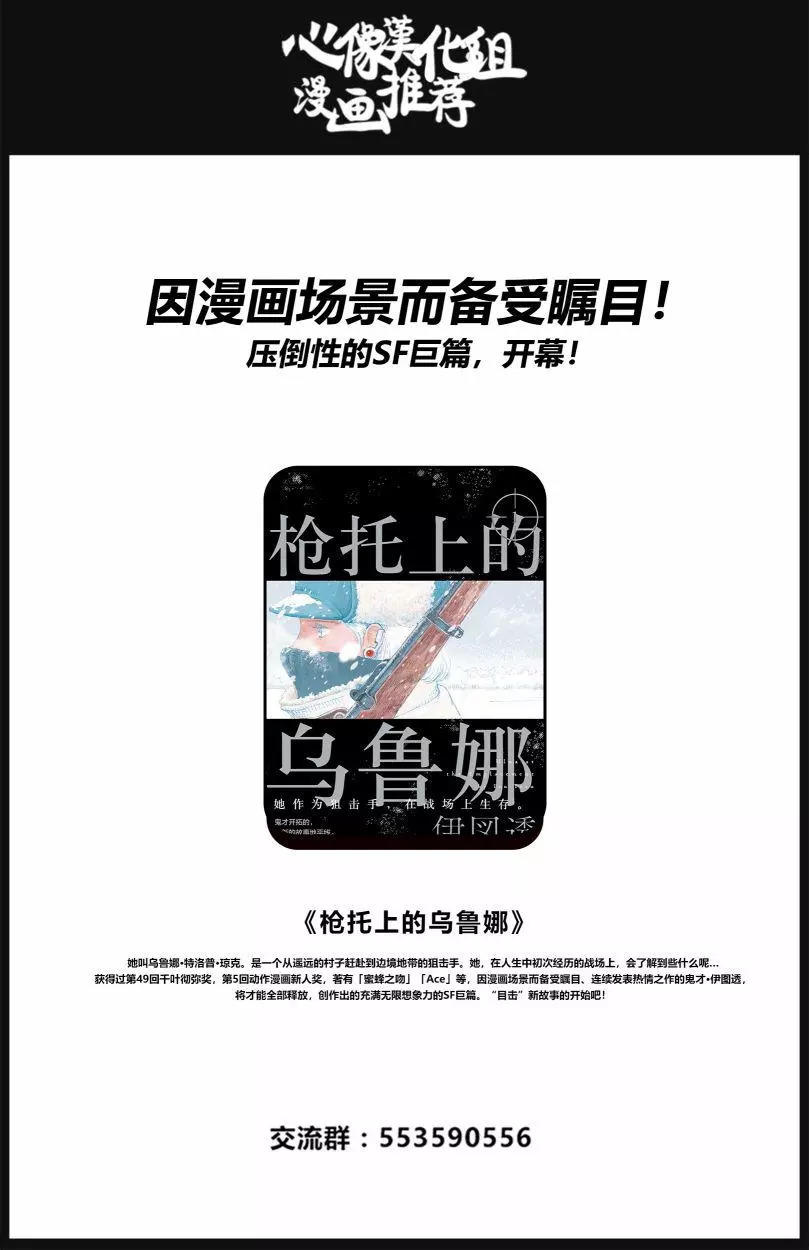 心像漢化组
漫画推荐
因漫画场景而备受瞩目！
压倒性的SF巨篇，开幕！
枪托上的
乌鲁娜
她作为狙击手，在战场上生存。
鬼才开拓的，
伊图透
《枪托上的乌鲁娜》
她叫乌鲁娜•特洛普•琼克。是一个从遥远的村子赶赴到边境地带的狙击手。她，在人生中初次经历的战场上，会了解到些什么呢…
获得过第49回千叶彻弥奖，第5回动作漫画新人奖，著有「蜜蜂之吻」「Ace」等，因漫画场景而备受瞩目、连续发表热情之作的鬼才•伊图透，
将才能全部释放，创作出的充满无限想象力的SF巨篇。“目击”新故事的开始吧！
交流群：553590556